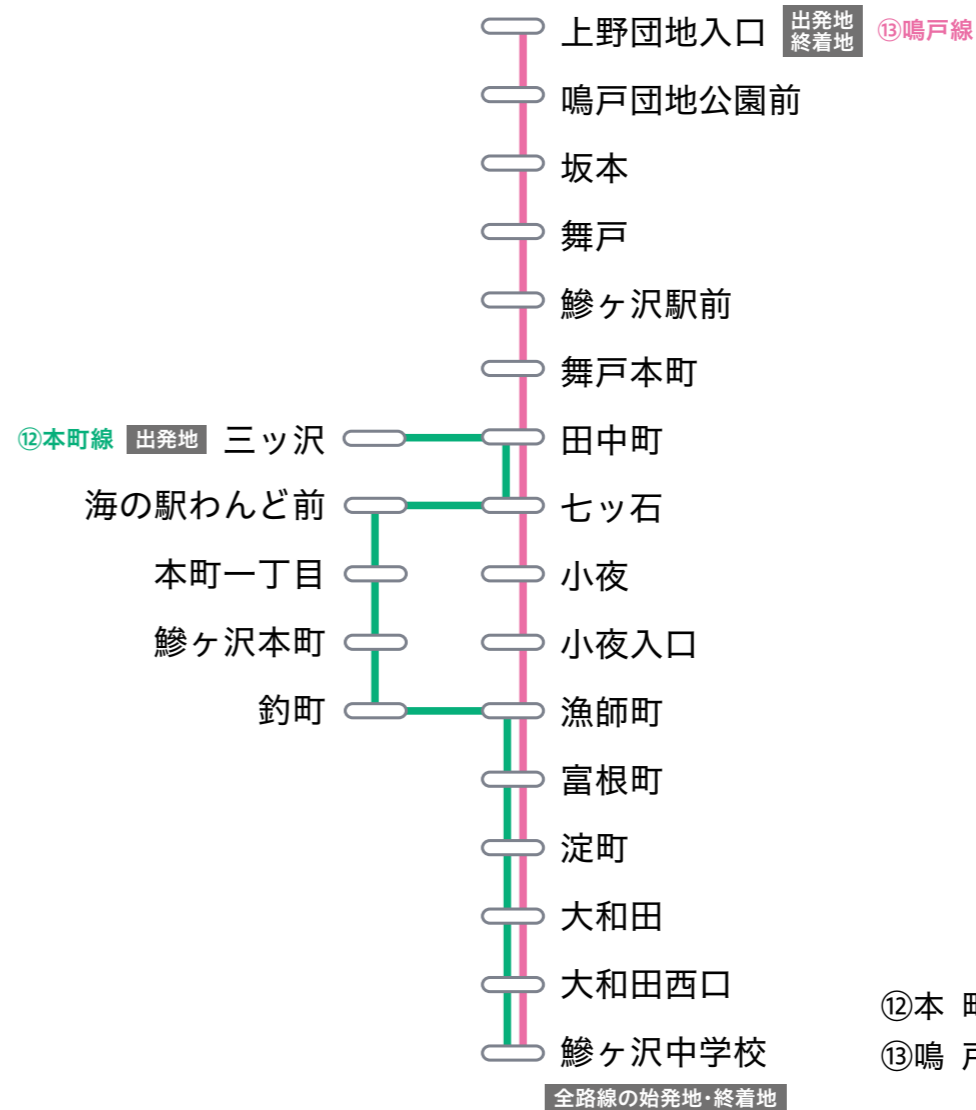 上野団地入口 出発地 終着地 ⑬鳴戸線
鳴戸団地公園前
坂本
舞戸
鰺ヶ沢駅前
舞戸本町
⑫本町線 出発地 三ッ沢 田中町
海の駅わんど前 七ッ石
本町一丁目 小夜
鰺ヶ沢本町 小夜入口
釣町 漁師町
富根町
淀町
大和田
大和田西口
⑫本 町
鰺ヶ沢中学校
⑬鳴 戸
全路線の始発地・終着地